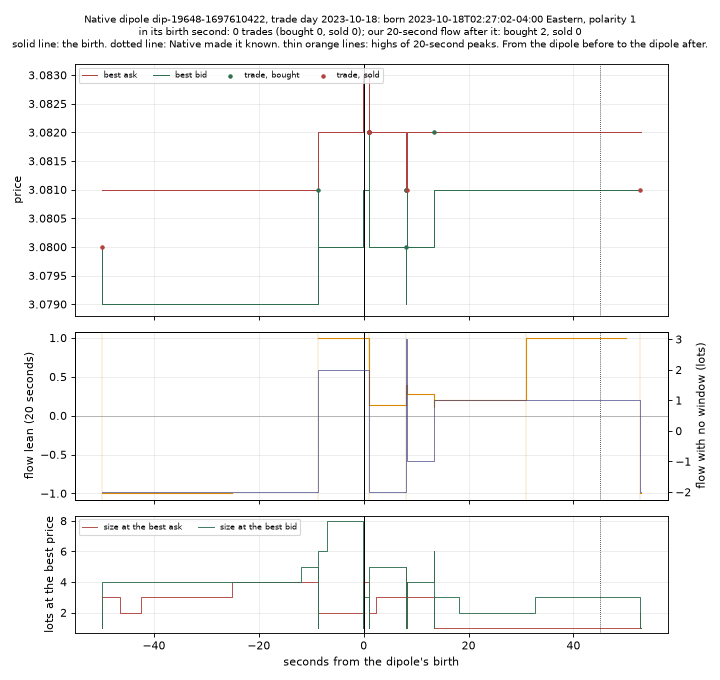 Native dipole dip-19648-1697610422, trade day 2023-10-18: born 2023-10-18T02:27:02-04:00 Eastern, polarity 1
in its birth second: 0 trades (bought 0, sold 0); our 20-second flow after it: bought 2, sold 0
solid line: the birth. dotted line: Native made it known. thin orange lines: highs of 20-second peaks. From the dipole before to the dipole after.
best ask
best bid
trade, bought
trade, sold
3.0830
3.0825
3.0820
3.0815
3.0810
3.0805
3.0800
3.0795
3.0790
price
1.0
0.5
0.0
−0.5
−1.0
flow lean (20 seconds)
3
2
1
0
−1
−2
flow with no window (lots)
size at the best ask
size at the best bid
8
6
4
2
lots at the best price
−40
−20
0
20
40
seconds from the dipole's birth